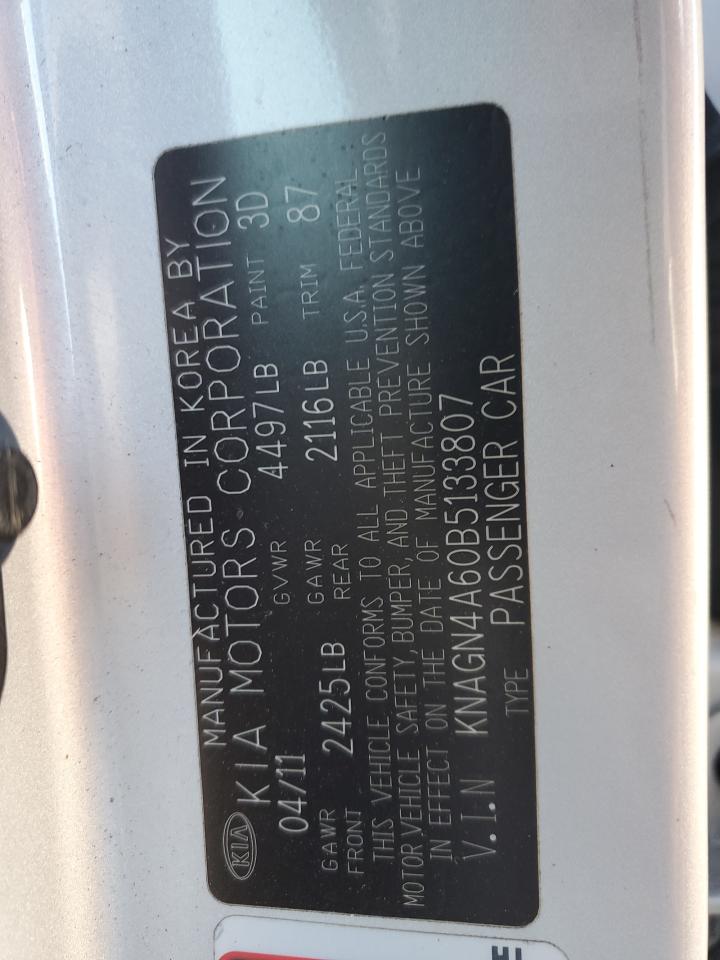 KIA
MANUFACTURED IN KOREA BY
KIA MOTORS CORPORATION
04/11 GVWR 4497LB PAINT 3D
GAWR FRONT 2425LB GAWR REAR 2116LB TRIM 87
THIS VEHICLE CONFORMS TO ALL APPLICABLE U.S.A. FEDERAL
MOTOR VEHICLE SAFETY, BUMPER, AND THEFT PREVENTION STANDARDS
IN EFFECT ON THE DATE OF MANUFACTURE SHOWN ABOVE
V.I.N KNAGN4A60B5133807
TYPE PASSENGER CAR